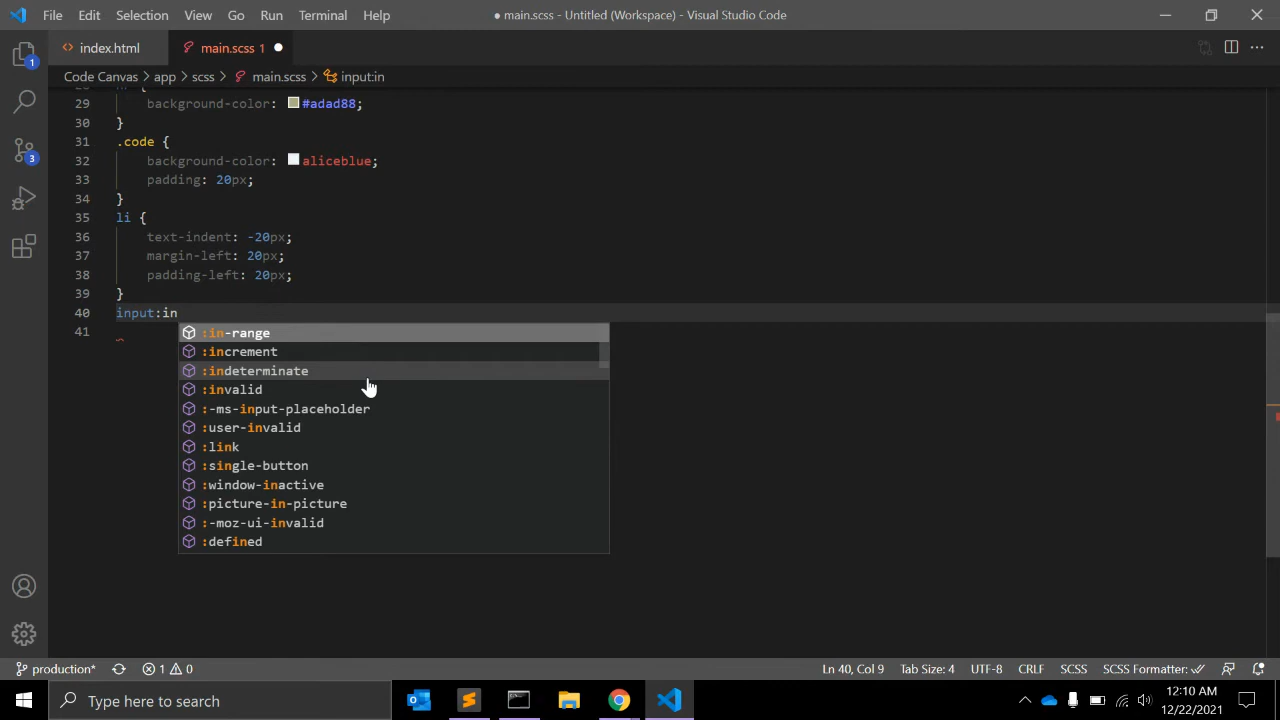 File Edit Selection View Go Run Terminal Help
● main.scss - Untitled (Workspace) - Visual Studio Code
<> index.html main.scss 1 ●
Code Canvas > app > scss > main.scss > input:in
29 background-color: #adad88;
30 }
31 .code {
32 background-color: aliceblue;
33 padding: 20px;
34 }
35 li {
36 text-indent: -20px;
37 margin-left: 20px;
38 padding-left: 20px;
39 }
40 input:in
41
:in-range
:increment
:indeterminate
:invalid
:-ms-input-placeholder
:user-invalid
:link
:single-button
:window-inactive
:picture-in-picture
:-moz-ui-invalid
:defined
1
3
production* 1 0 Ln 40, Col 9 Tab Size: 4 UTF-8 CRLF SCSS SCSS Formatter:
Type here to search
12:10 AM
12/22/2021